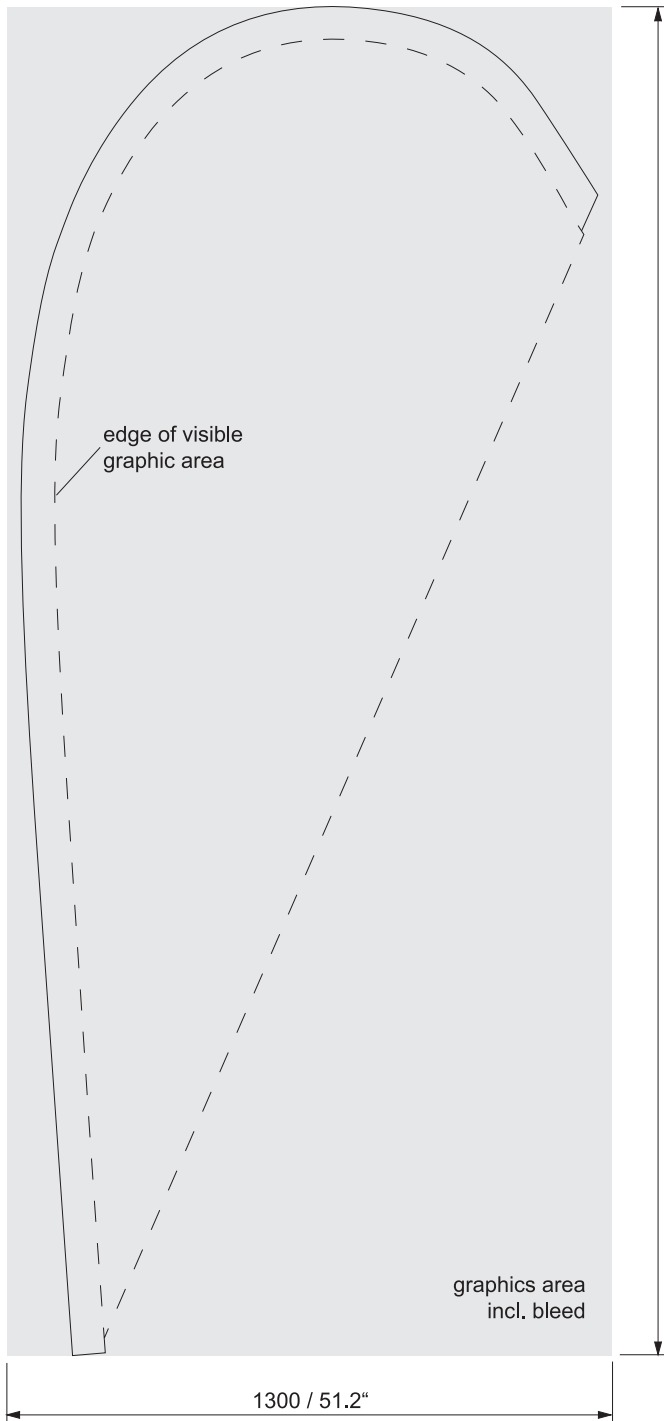 edge of visible
graphic area
graphics area
incl. bleed
1300 / 51.2“